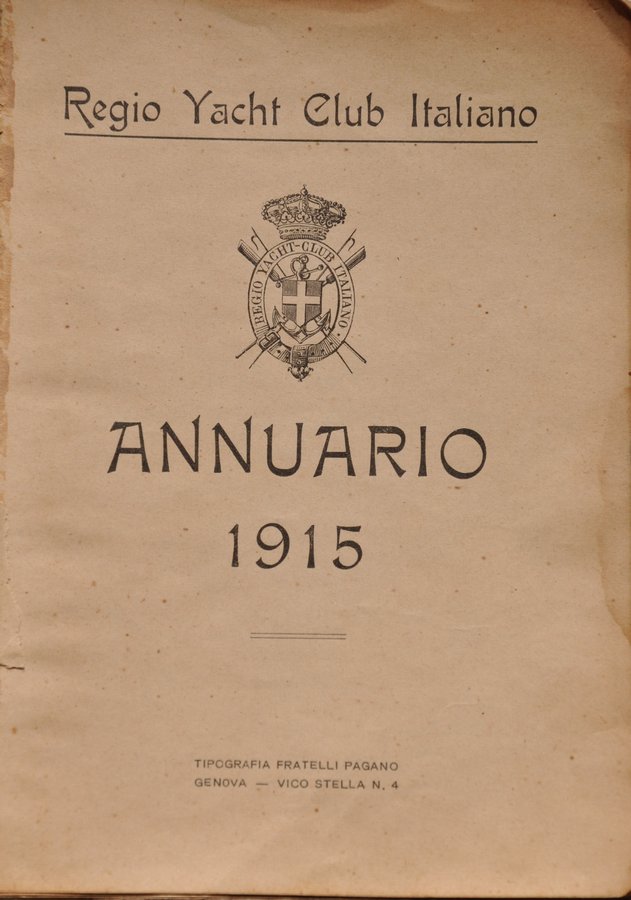 Regio Yacht Club Italiano
REGIO YACHT-CLUB ITALIANO
ANNUARIO
1915
TIPOGRAFIA FRATELLI PAGANO
GENOVA — VICO STELLA N. 4